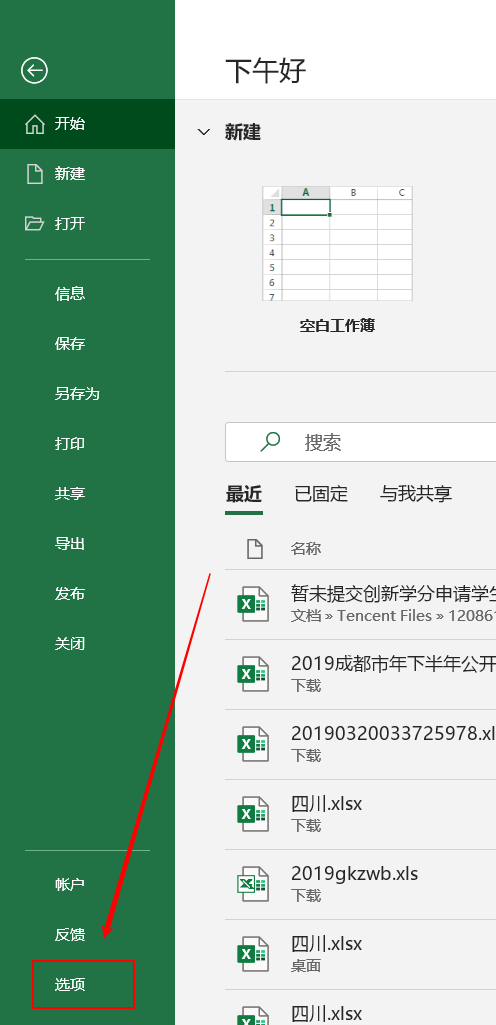 下午好
开始
新建
打开
信息
保存
另存为
打印
共享
导出
发布
关闭
帐户
反馈
选项
新建
A B C
1
2
3
4
5
6
7
空白工作簿
搜索
最近 已固定 与我共享
名称
暂未提交创新学分申请学生
文档 » Tencent Files » 120861
2019成都市年下半年公开
下载
20190320033725978.xl
下载
四川.xlsx
下载
2019gkzwb.xls
下载
四川.xlsx
桌面
四川.xlsx